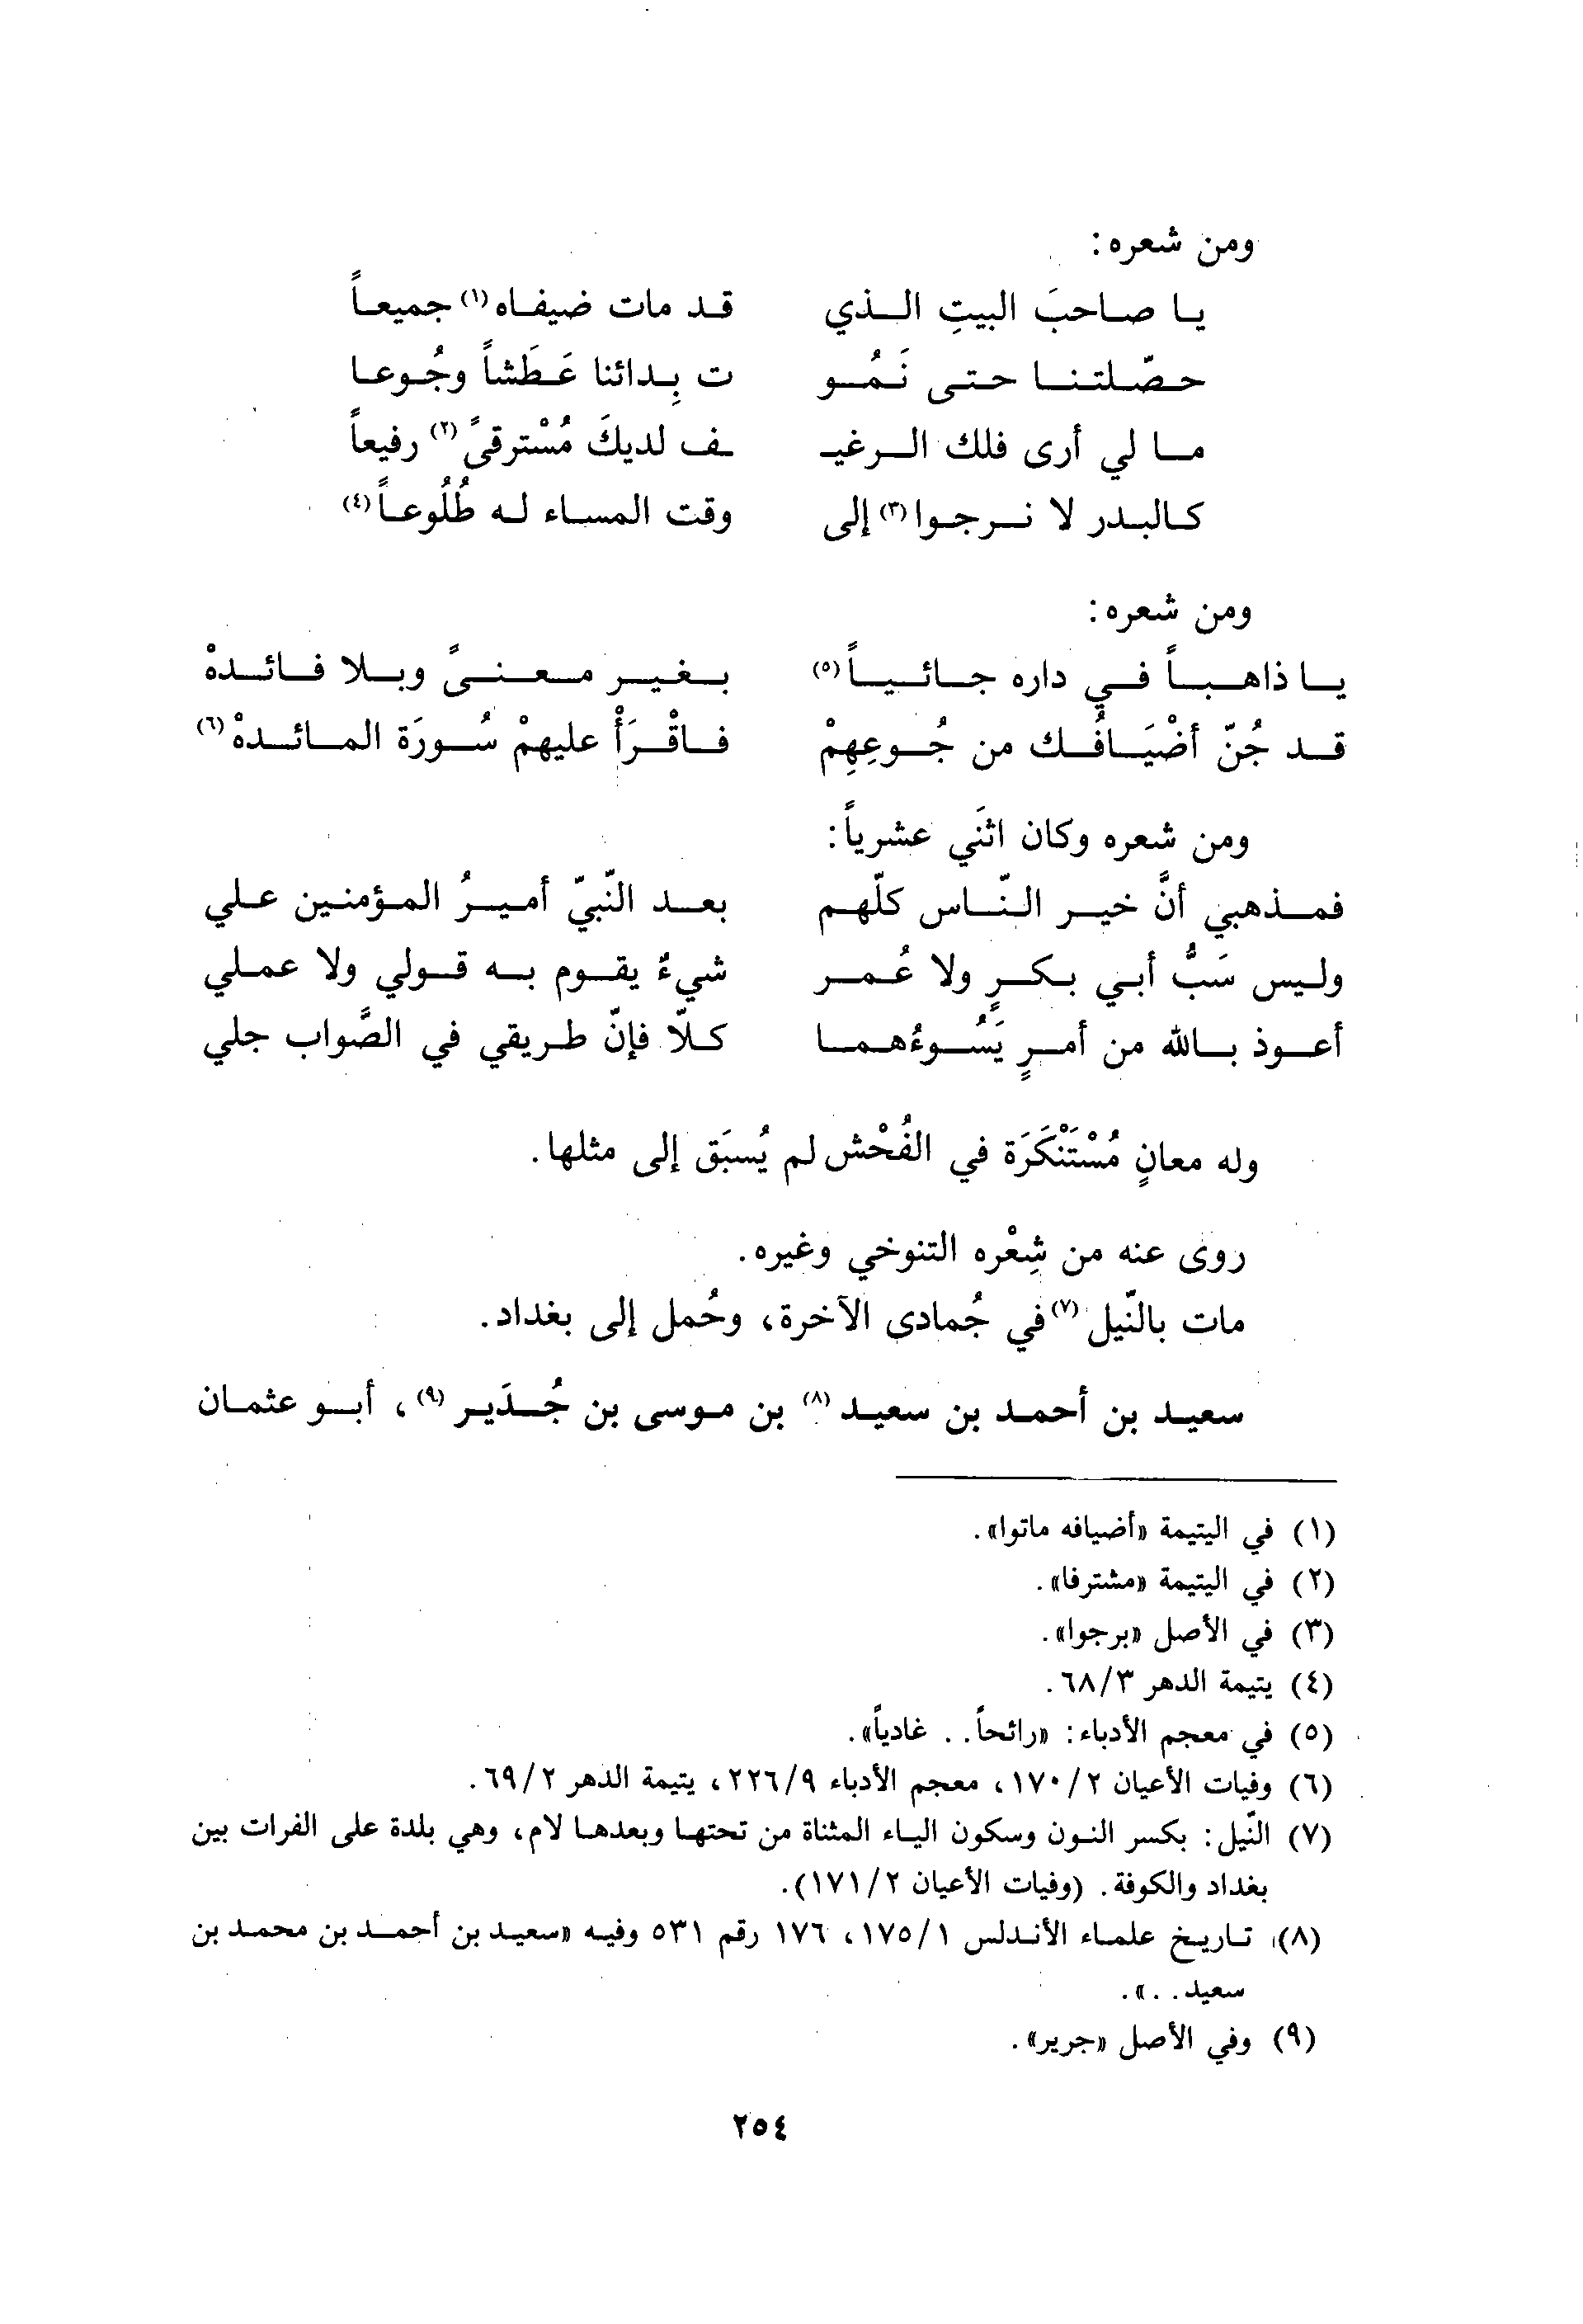 ومن شعره:
يا صاحبَ البيتِ الذي قد مات ضيفاه(١) جميعاً
حصّلتنا حتى نَمُو ت بِدائنا عَطَشاً وجُوعا
ما لي أرى فلك الرغيـ ـف لديكَ مُسْترقىً(٢) رفيعاً
كالبدر لا نرجوا(٣) إلى وقت المساء له طُلُوعاً(٤)
ومن شعره:
يا ذاهباً في داره جائياً(٥) بغير معنىً وبلا فائدهْ
قد جُنّ أضْيَافُك من جُوعِهِمْ فاقْرَأْ عليهمْ سُورَة المائدهْ(٦)
ومن شعره وكان اثنَي عشرياً:
فمذهبي أنَّ خير النّاس كلّهم بعد النّبيّ أميرُ المؤمنين علي
وليس سَبُّ أبي بكرٍ ولا عُمر شيءٌ يقوم به قولي ولا عملي
أعوذ بالله من أمرٍ يَسُوءُهما كلّا فإنّ طريقي في الصَّواب جلي
وله معانٍ مُسْتَنْكَرَة في الفُحْش لم يُسبَق إلى مثلها.
روى عنه من شِعْره التنوخي وغيره.
مات بالنّيل(٧) في جُمادى الآخرة، وحُمل إلى بغداد.
سعيد بن أحمد بن سعيد(٨) بن موسى بن جُدَير(٩)، أبو عثمان
(١) في اليتيمة «أضيافه ماتوا».
(٢) في اليتيمة «مشترفا».
(٣) في الأصل «برجوا».
(٤) يتيمة الدهر ٦٨/٣.
(٥) في معجم الأدباء: «رائحاً.. غادياً».
(٦) وفيات الأعيان ١٧٠/٢، معجم الأدباء ٢٢٦/٩، يتيمة الدهر ٦٩/٢.
(٧) النّيل: بكسر النون وسكون الياء المثناة من تحتها وبعدها لام، وهي بلدة على الفرات بين
بغداد والكوفة. (وفيات الأعيان ١٧١/٢).
(٨) تاريخ علماء الأندلس ١٧٥/١، ١٧٦ رقم ٥٣١ وفيه «سعيد بن أحمد بن محمد بن
سعيد..».
(٩) وفي الأصل «جرير».
٢٥٤